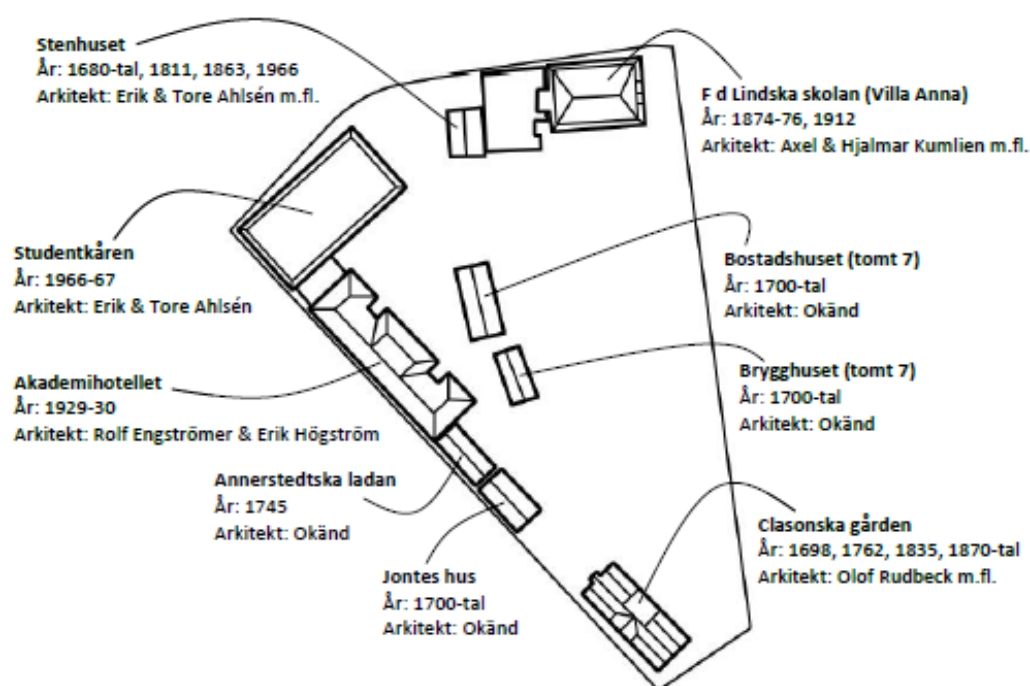 Stenhuset
År: 1680-tal, 1811, 1863, 1966
Arkitekt: Erik & Tore Ahlsén m.fl.
F d Lindska skolan (Villa Anna)
År: 1874-76, 1912
Arkitekt: Axel & Hjalmar Kumlien m.fl.
Studentkåren
År: 1966-67
Arkitekt: Erik & Tore Ahlsén
Bostadshuset (tomt 7)
År: 1700-tal
Arkitekt: Okänd
Akademihotellet
År: 1929-30
Arkitekt: Rolf Engströmer & Erik Högström
Brygghuset (tomt 7)
År: 1700-tal
Arkitekt: Okänd
Annerstedtska ladan
År: 1745
Arkitekt: Okänd
Clasonska gården
År: 1698, 1762, 1835, 1870-tal
Arkitekt: Olof Rudbeck m.fl.
Jontes hus
År: 1700-tal
Arkitekt: Okänd